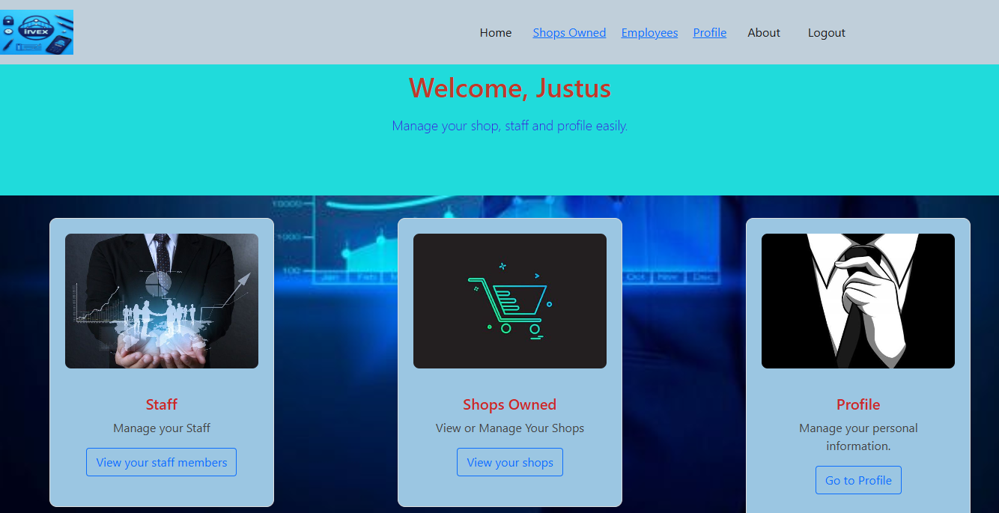 iivex
Home Shops Owned Employees Profile About Logout
Welcome, Justus
Manage your shop, staff and profile easily.
10000
1000
100
Jan Feb Oct Nov Dec
Staff
Shops Owned
Profile
Manage your Staff
View or Manage Your Shops
Manage your personal
information.
View your staff members
View your shops
Go to Profile